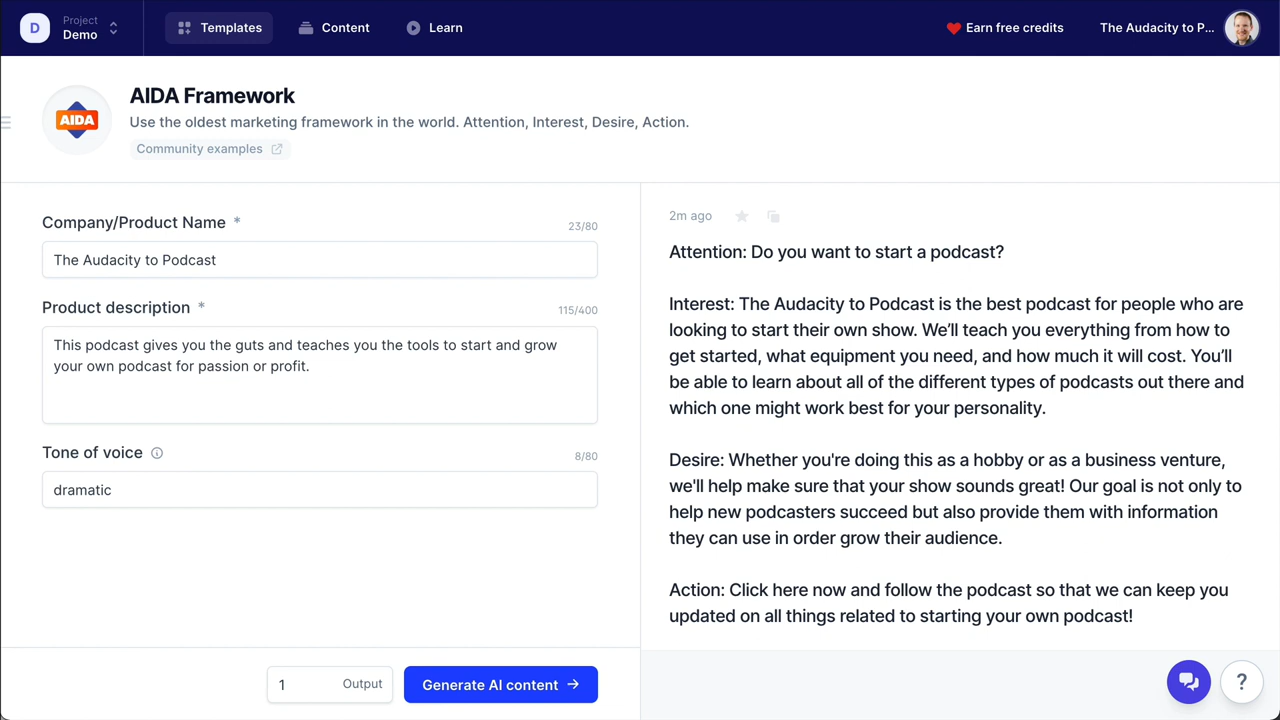 D
Project
Demo
Templates
Content
Learn
Earn free credits
The Audacity to P...
AIDA
AIDA Framework
Use the oldest marketing framework in the world. Attention, Interest, Desire, Action.
Community examples
Company/Product Name *
23/80
The Audacity to Podcast
Product description *
115/400
This podcast gives you the guts and teaches you the tools to start and grow
your own podcast for passion or profit.
Tone of voice
8/80
dramatic
1
Output
Generate AI content →
2m ago
Attention: Do you want to start a podcast?
Interest: The Audacity to Podcast is the best podcast for people who are
looking to start their own show. We'll teach you everything from how to
get started, what equipment you need, and how much it will cost. You'll
be able to learn about all of the different types of podcasts out there and
which one might work best for your personality.
Desire: Whether you're doing this as a hobby or as a business venture,
we'll help make sure that your show sounds great! Our goal is not only to
help new podcasters succeed but also provide them with information
they can use in order grow their audience.
Action: Click here now and follow the podcast so that we can keep you
updated on all things related to starting your own podcast!
?